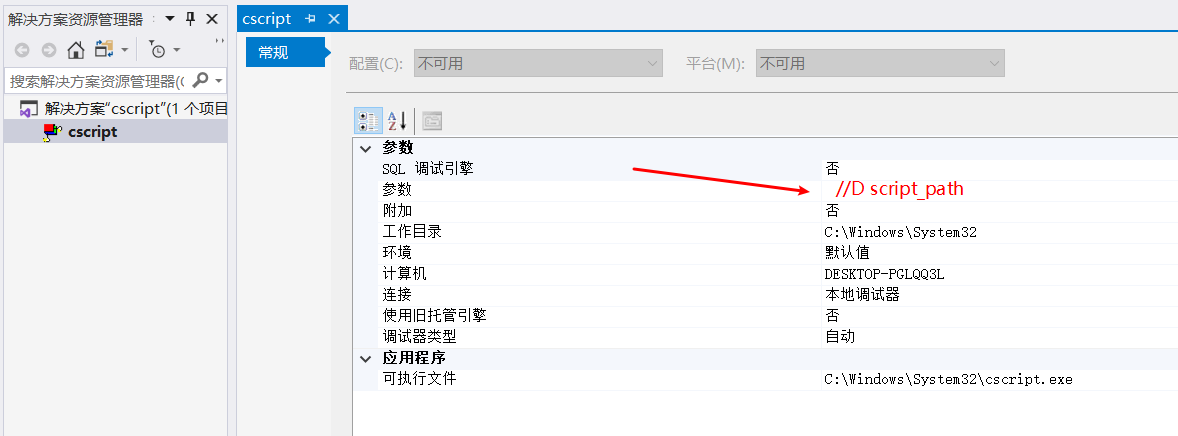 解决方案资源管理器
搜索解决方案资源管理器(C
解决方案“cscript”(1 个项目
cscript
cscript
常规
配置(C): 不可用 平台(M): 不可用
参数
SQL 调试引擎 否
参数 //D script_path
附加 否
工作目录 C:\Windows\System32
环境 默认值
计算机 DESKTOP-PGLQQ3L
连接 本地调试器
使用旧托管引擎 否
调试器类型 自动
应用程序
可执行文件 C:\Windows\System32\cscript.exe